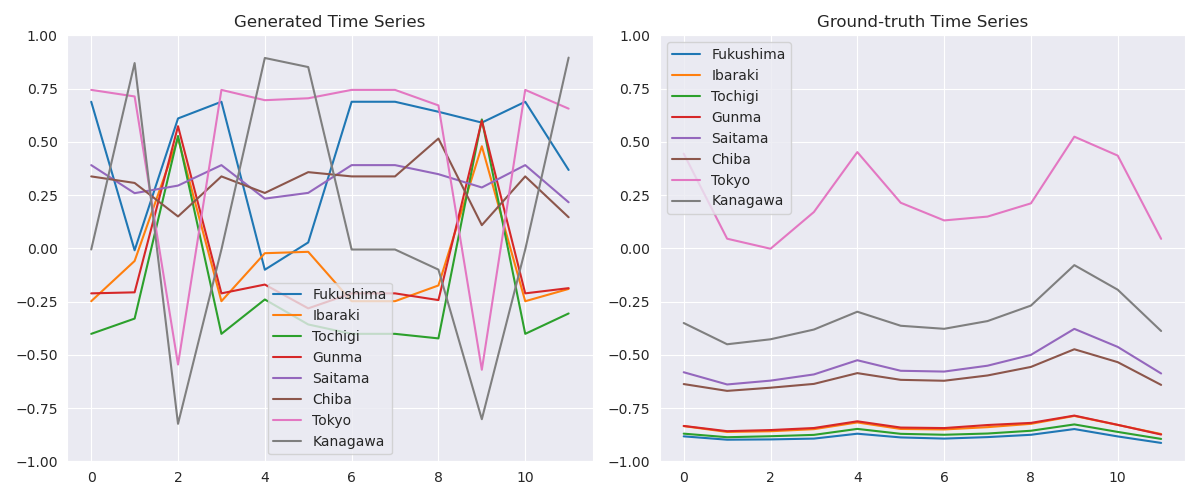 Generated Time Series
1.00
0.75
0.50
0.25
0.00
−0.25
−0.50
−0.75
−1.00
0
2
4
6
8
10
Fukushima
Ibaraki
Tochigi
Gunma
Saitama
Chiba
Tokyo
Kanagawa
Ground-truth Time Series
1.00
0.75
0.50
0.25
0.00
−0.25
−0.50
−0.75
−1.00
0
2
4
6
8
10
Fukushima
Ibaraki
Tochigi
Gunma
Saitama
Chiba
Tokyo
Kanagawa